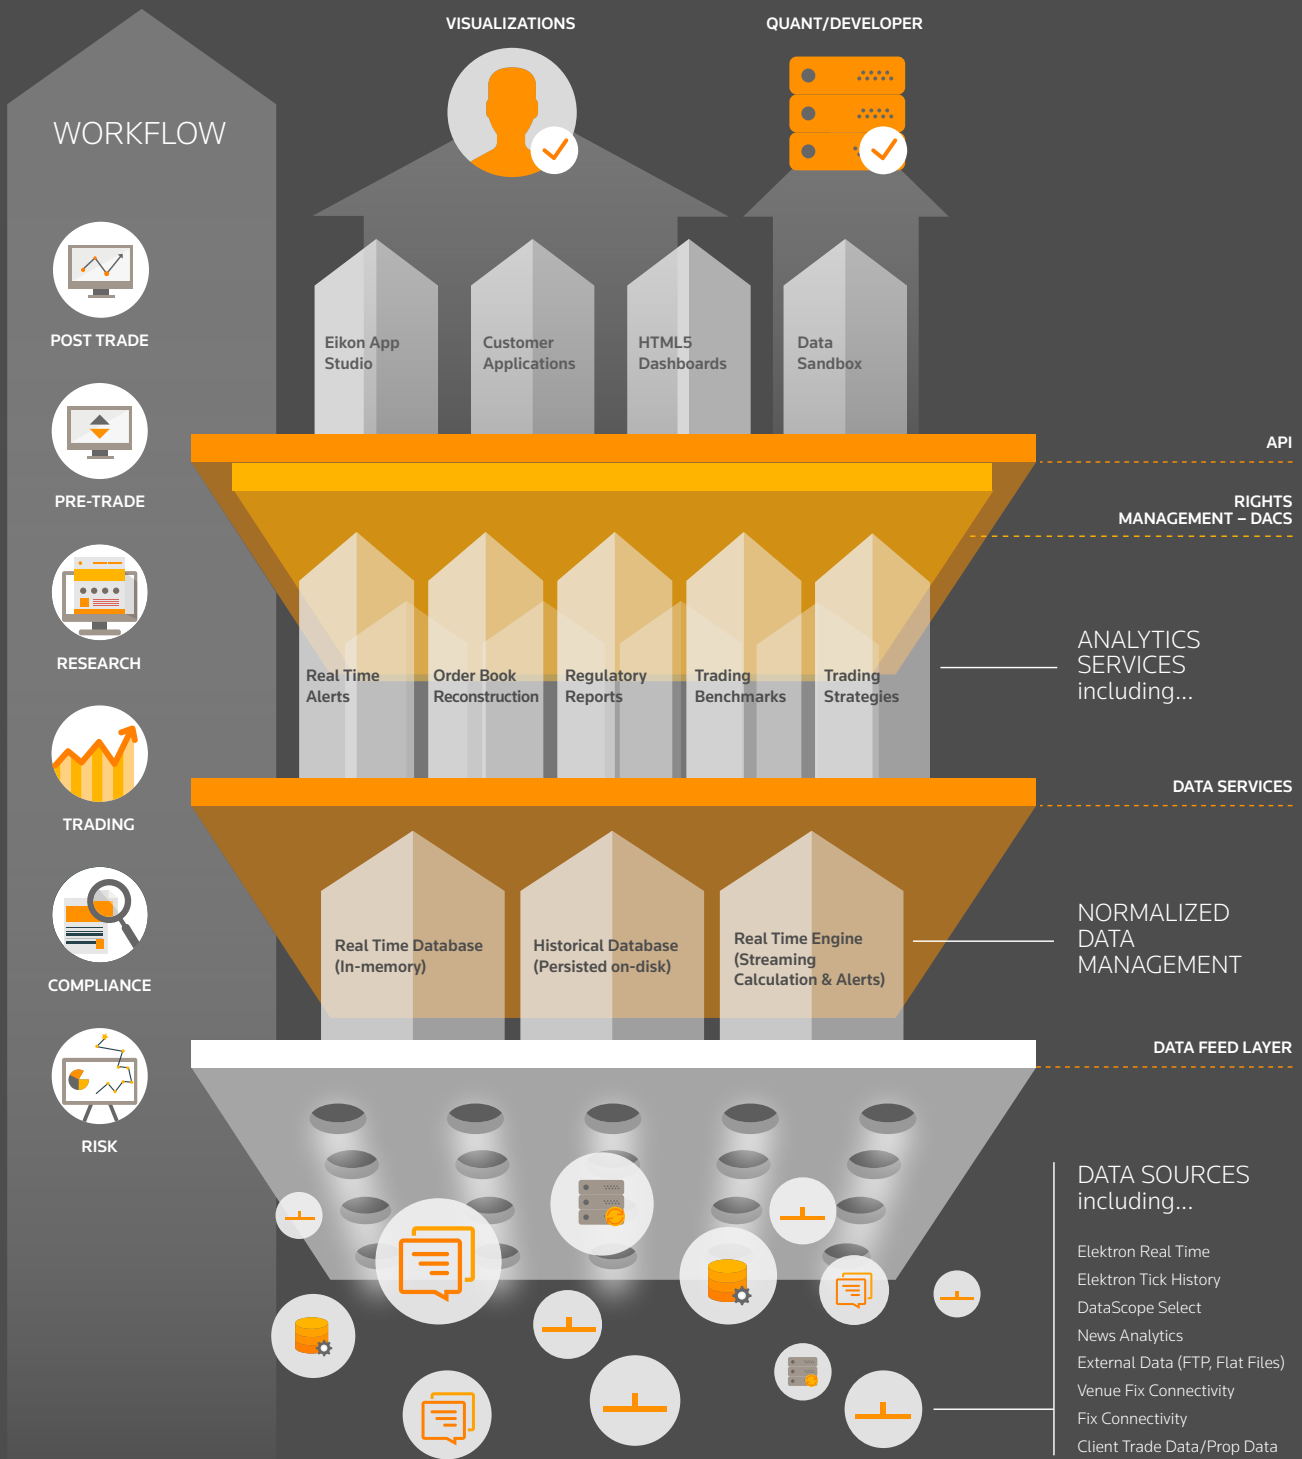 VISUALIZATIONS
QUANT/DEVELOPER
WORKFLOW
POST TRADE
PRE-TRADE
RESEARCH
TRADING
COMPLIANCE
RISK
Eikon App
Studio
Customer
Applications
HTML5
Dashboards
Data
Sandbox
API
RIGHTS
MANAGEMENT – DACS
Real Time
Alerts
Order Book
Reconstruction
Regulatory
Reports
Trading
Benchmarks
Trading
Strategies
ANALYTICS
SERVICES
including...
DATA SERVICES
Real Time Database
(In-memory)
Historical Database
(Persisted on-disk)
Real Time Engine
(Streaming
Calculation & Alerts)
NORMALIZED
DATA
MANAGEMENT
DATA FEED LAYER
DATA SOURCES
including...
Elektron Real Time
Elektron Tick History
DataScope Select
News Analytics
External Data (FTP, Flat Files)
Venue Fix Connectivity
Fix Connectivity
Client Trade Data/Prop Data